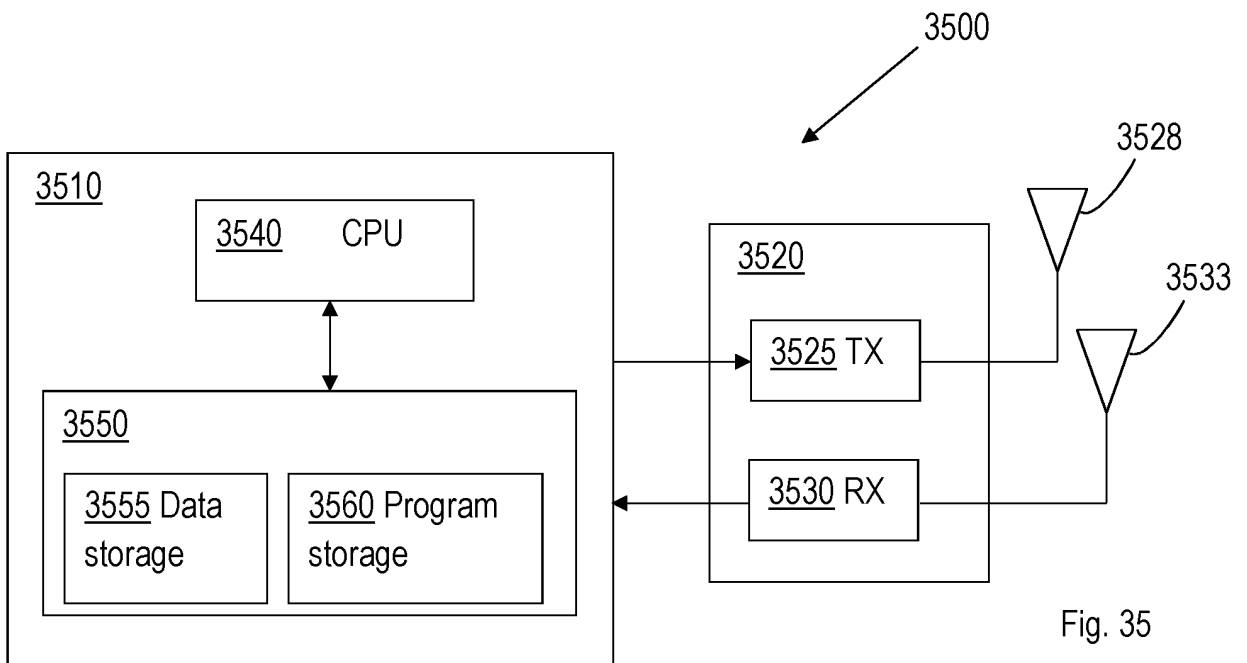 3500
3528
3510
3540 CPU
3520
3533
3525 TX
3550
3530 RX
3555 Data
storage
3560 Program
storage
Fig. 35